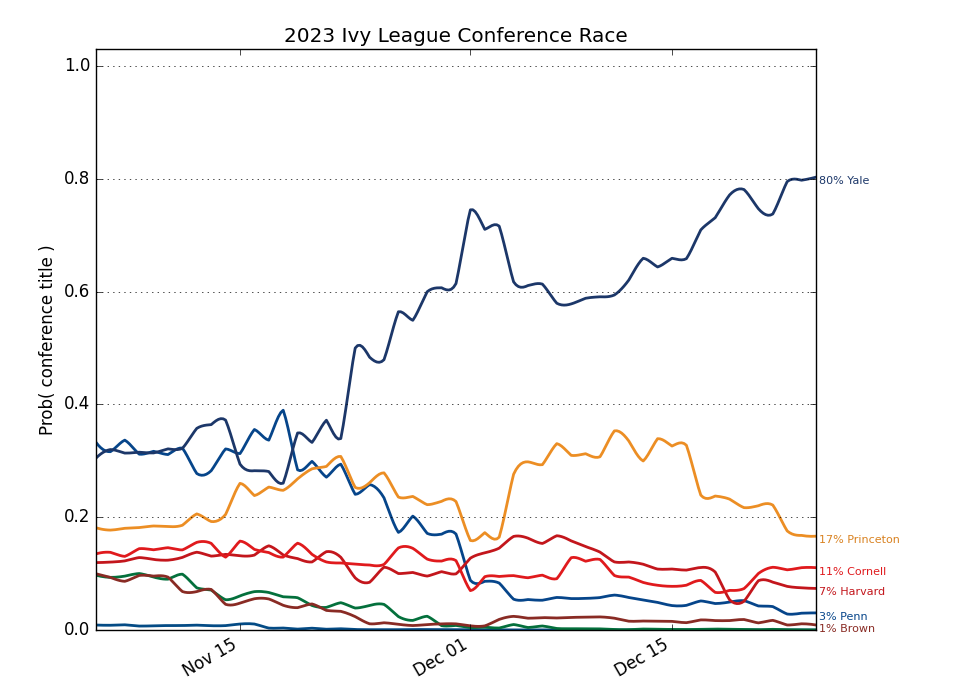 2023 Ivy League Conference Race
Prob( conference title )
1.0
0.8
0.6
0.4
0.2
0.0
Nov 15
Dec 01
Dec 15
80% Yale
17% Princeton
11% Cornell
7% Harvard
3% Penn
1% Brown